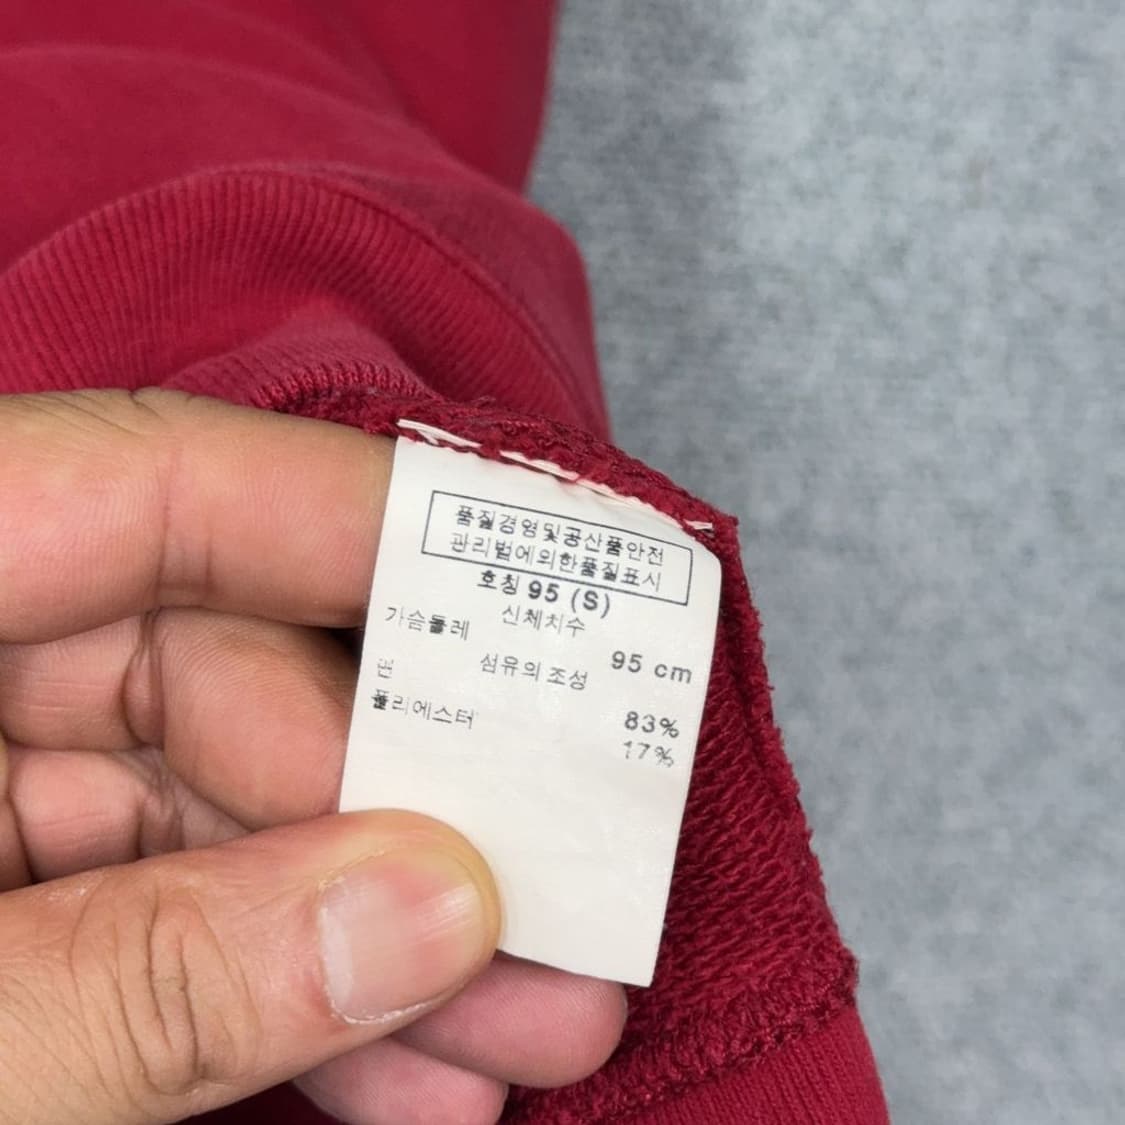 품질경영및공산품안전
관리법에의한품질표시
호칭 95 (S)
신체치수
가슴둘레 95 cm
섬유의 조성
면 83%
폴리에스터 17%